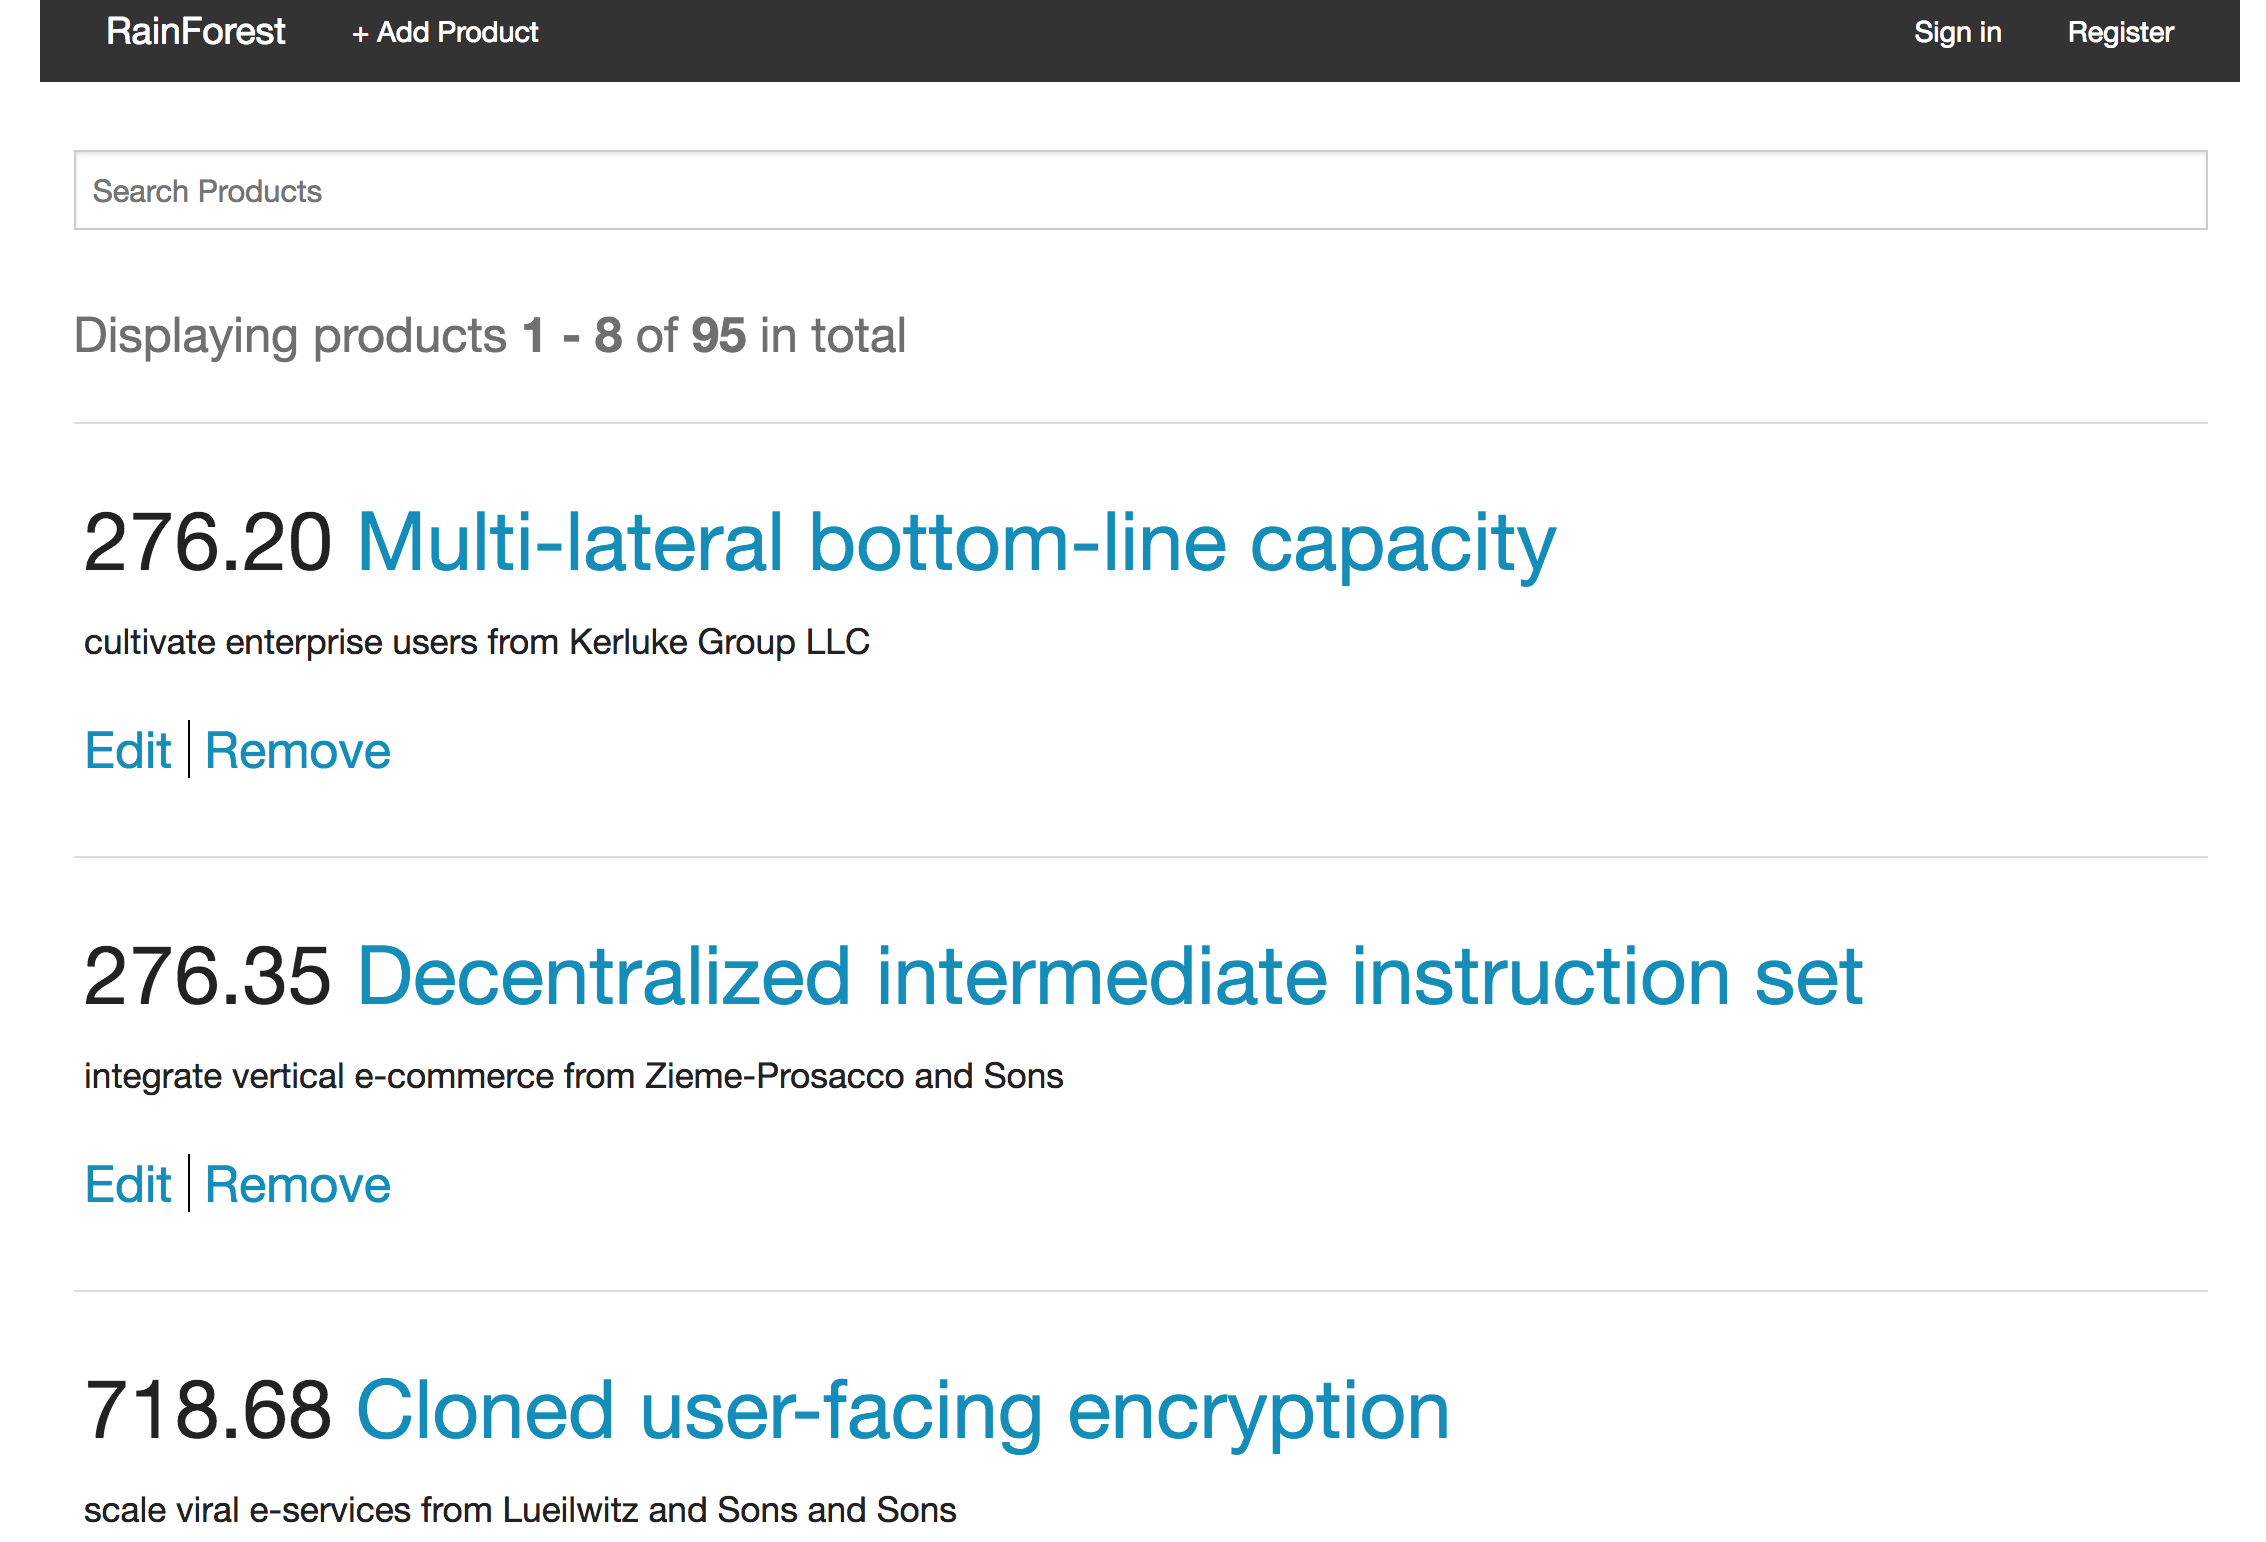 RainForest + Add Product Sign in Register
Search Products
Displaying products 1 - 8 of 95 in total
276.20 Multi-lateral bottom-line capacity
cultivate enterprise users from Kerluke Group LLC
Edit Remove
276.35 Decentralized intermediate instruction set
integrate vertical e-commerce from Zieme-Prosacco and Sons
Edit Remove
718.68 Cloned user-facing encryption
scale viral e-services from Lueilwitz and Sons and Sons